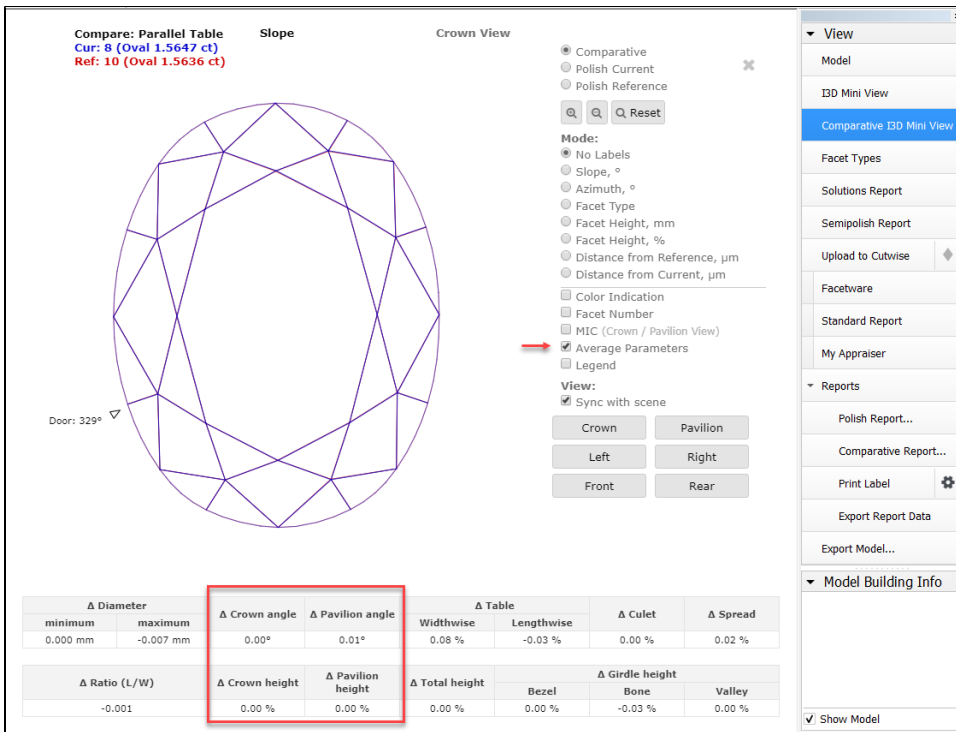 Compare: Parallel Table
Slope
Crown View
Cur: 8 (Oval 1.5647 ct)
Ref: 10 (Oval 1.5636 ct)
Comparative
Polish Current
Polish Reference
Reset
Mode:
No Labels
Slope, °
Azimuth, °
Facet Type
Facet Height, mm
Facet Height, %
Distance from Reference, μm
Distance from Current, μm
Color Indication
Facet Number
MIC (Crown / Pavilion View)
Average Parameters
Legend
View:
Sync with scene
Crown Pavilion
Left Right
Front Rear
Door: 329°
Δ Diameter Δ Crown angle Δ Pavilion angle Δ Table Δ Culet Δ Spread
minimum maximum Widthwise Lengthwise
0.000 mm -0.007 mm 0.00° 0.01° 0.08 % -0.03 % 0.00 % 0.02 %
Δ Ratio (L/W) Δ Crown height Δ Pavilion height Δ Total height Δ Girdle height
Bezel Bone Valley
-0.001 0.00 % 0.00 % 0.00 % 0.00 % -0.03 % 0.00 %
View
Model
I3D Mini View
Comparative I3D Mini View
Facet Types
Solutions Report
Semipolish Report
Upload to Cutwise
Facetware
Standard Report
My Appraiser
Reports
Polish Report...
Comparative Report...
Print Label
Export Report Data
Export Model...
Model Building Info
Show Model